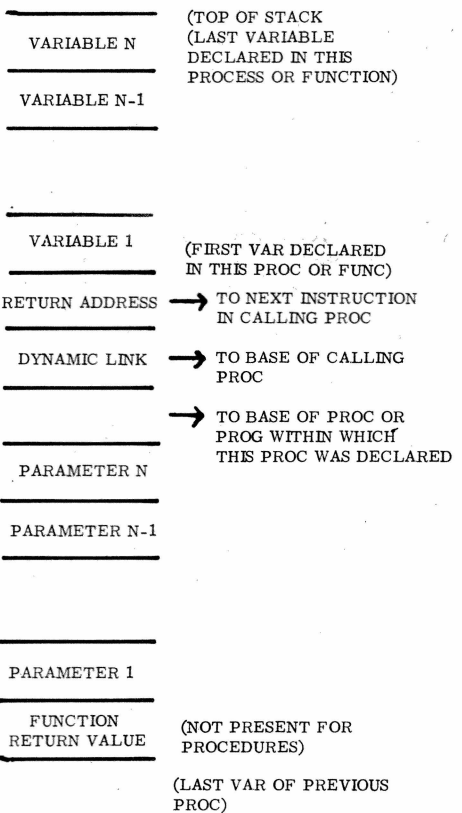 (TOP OF STACK
VARIABLE N
(LAST VARIABLE
DECLARED IN THIS
PROCESS OR FUNCTION)
VARIABLE N-1
VARIABLE 1
(FIRST VAR DECLARED
IN THIS PROC OR FUNC)
RETURN ADDRESS
TO NEXT INSTRUCTION
IN CALLING PROC
DYNAMIC LINK
TO BASE OF CALLING
PROC
TO BASE OF PROC OR
PROG WITHIN WHICH
THIS PROC WAS DECLARED
PARAMETER N
PARAMETER N-1
PARAMETER 1
FUNCTION
RETURN VALUE
(NOT PRESENT FOR
PROCEDURES)
(LAST VAR OF PREVIOUS
PROC)